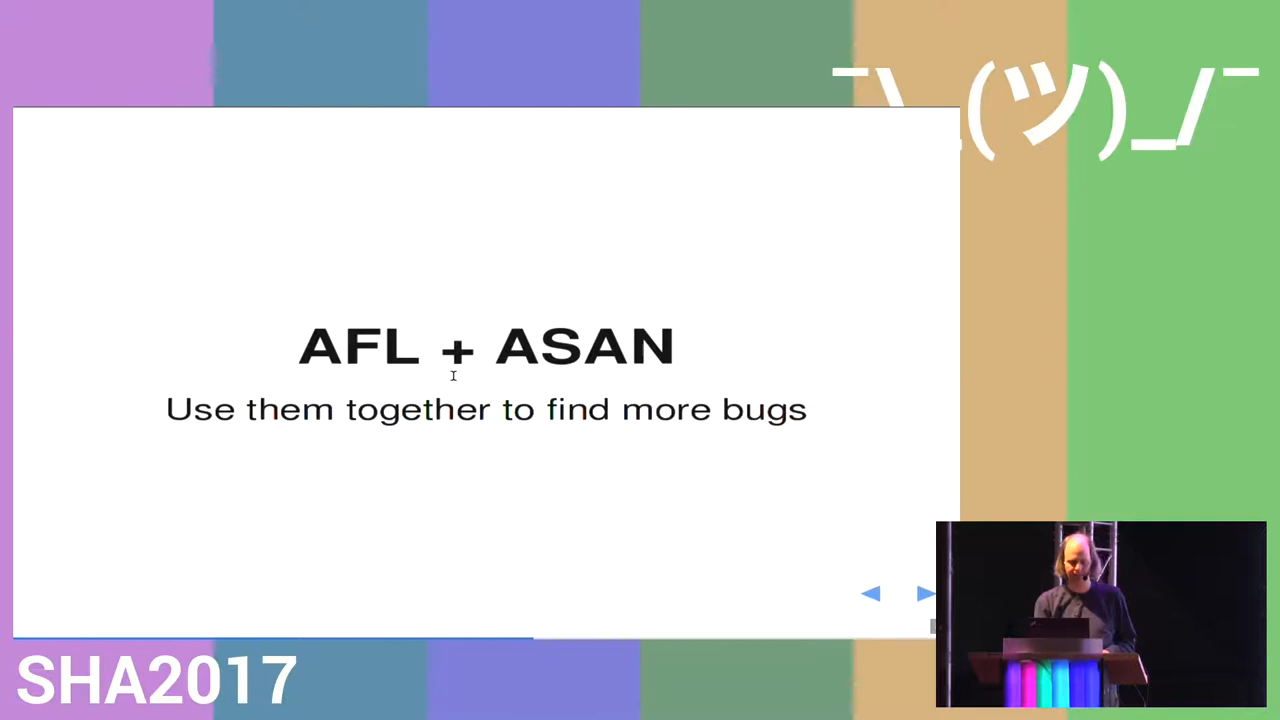 ¯\_(ツ)_/¯
AFL + ASAN
Use them together to find more bugs
SHA2017